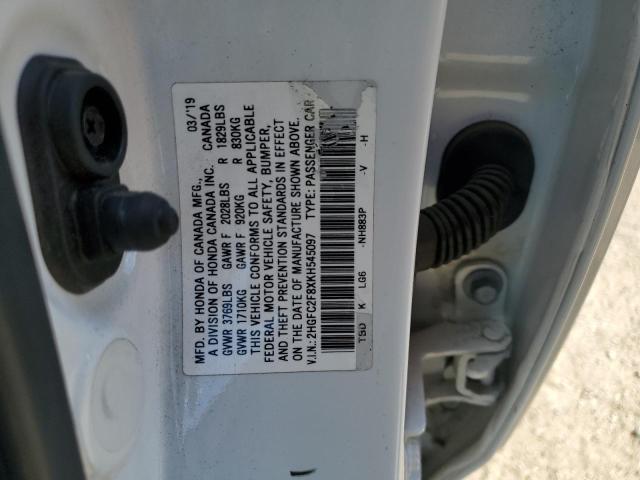 MFD. BY HONDA OF CANADA MFG. 03/'19
A DIVISION OF HONDA CANADA INC. CANADA
GVWR 3769LBS GAWR F 2028LBS R 1829LBS
GVWR 1710KG GAWR F 920KG R 830KG
THIS VEHICLE CONFORMS TO ALL APPLICABLE
FEDERAL MOTOR VEHICLE SAFETY, BUMPER,
AND THEFT PREVENTION STANDARDS IN EFFECT
ON THE DATE OF MANUFACTURE SHOWN ABOVE.
V.I.N.: 2HGFC2F8XKH545097 TYPE: PASSENGER CAR
TBD K LG6 -NH883P -V -H